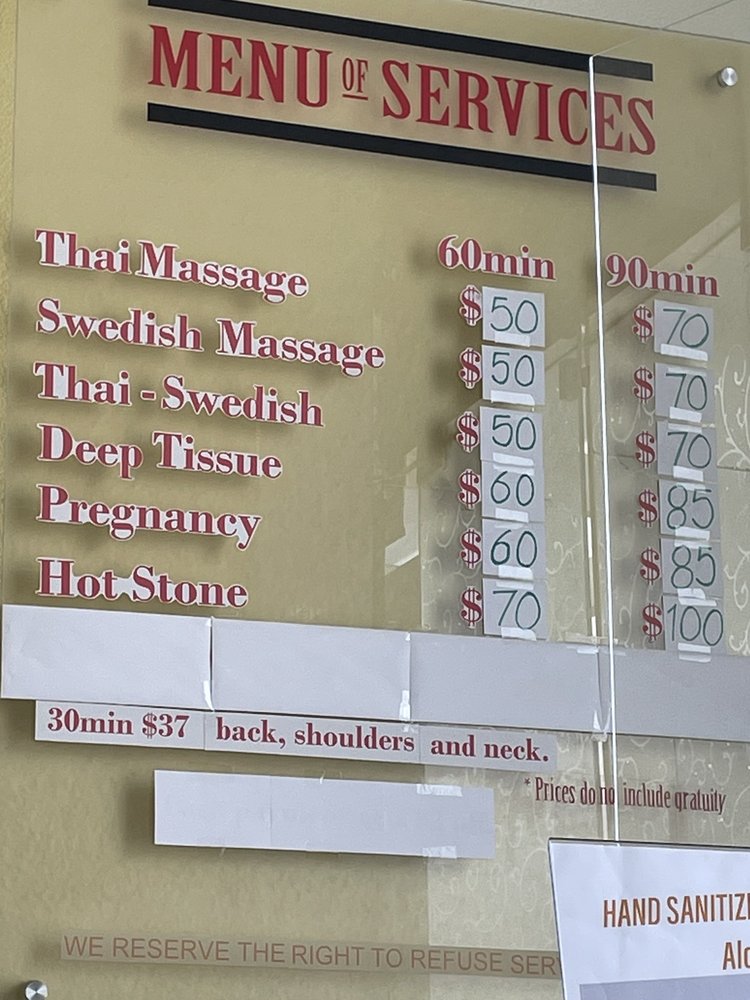 MENU OF SERVICES
60min 90min
Thai Massage $50 $70
Swedish Massage $50 $70
Thai - Swedish $50 $70
Deep Tissue $60 $85
Pregnancy $60 $85
Hot Stone $70 $100
30min $37 back, shoulders and neck.
* Prices do not include gratuity
HAND SANITIZ
Alc
WE RESERVE THE RIGHT TO REFUSE SER